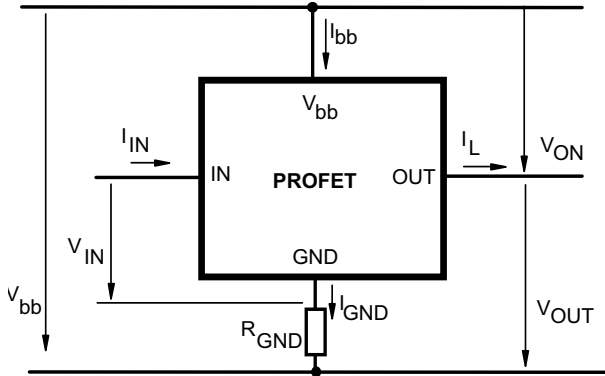 Ibb
Vbb
IIN
IL
VON
IN
PROFET
OUT
VIN
GND
Vbb
IGND
RGND
VOUT